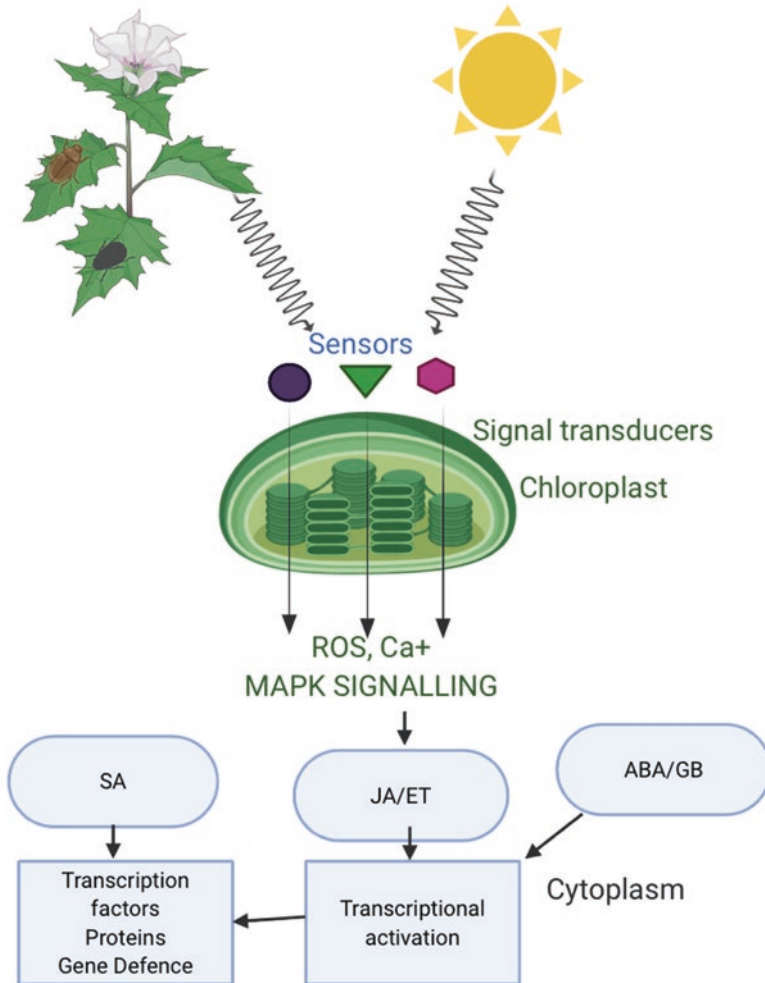 Sensors
Signal transducers
Chloroplast
ROS, Ca+
MAPK SIGNALLING
SA
JA/ET
ABA/GB
Transcription
factors
Proteins
Gene Defence
Transcriptional
activation
Cytoplasm